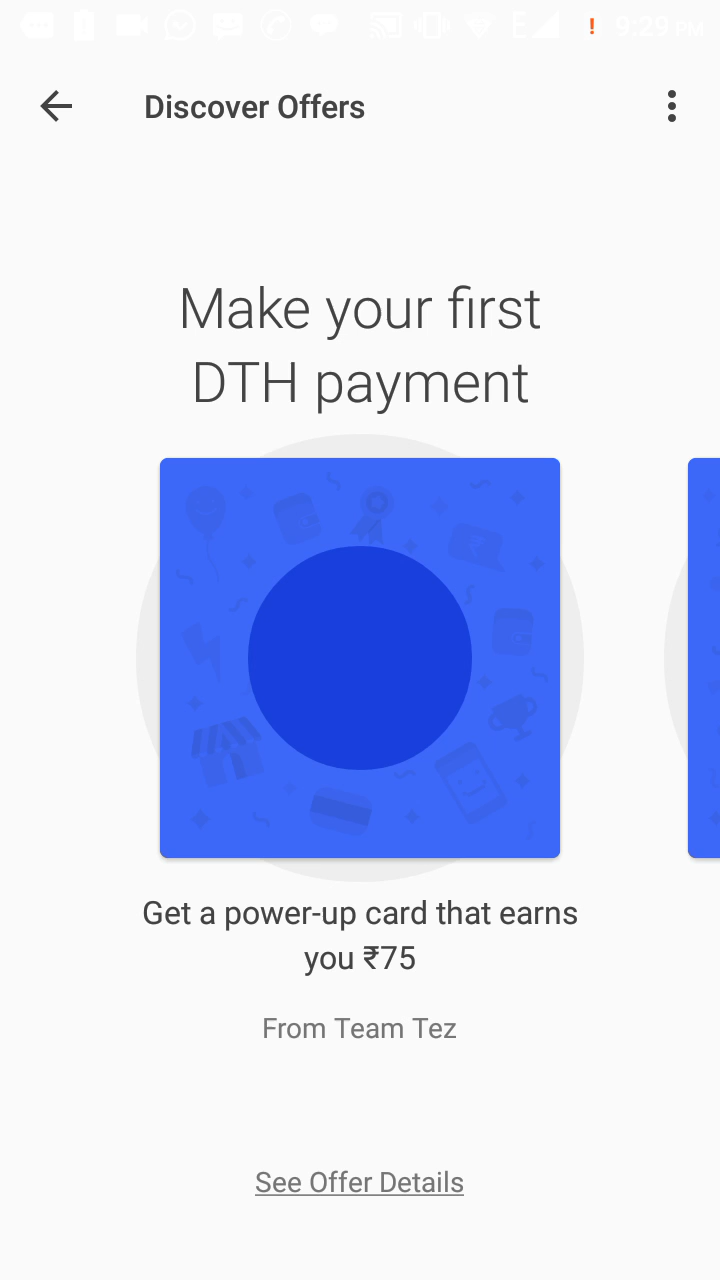 E ! 9:29 PM
Discover Offers
Make your first
DTH payment
Get a power-up card that earns
you ₹75
From Team Tez
See Offer Details